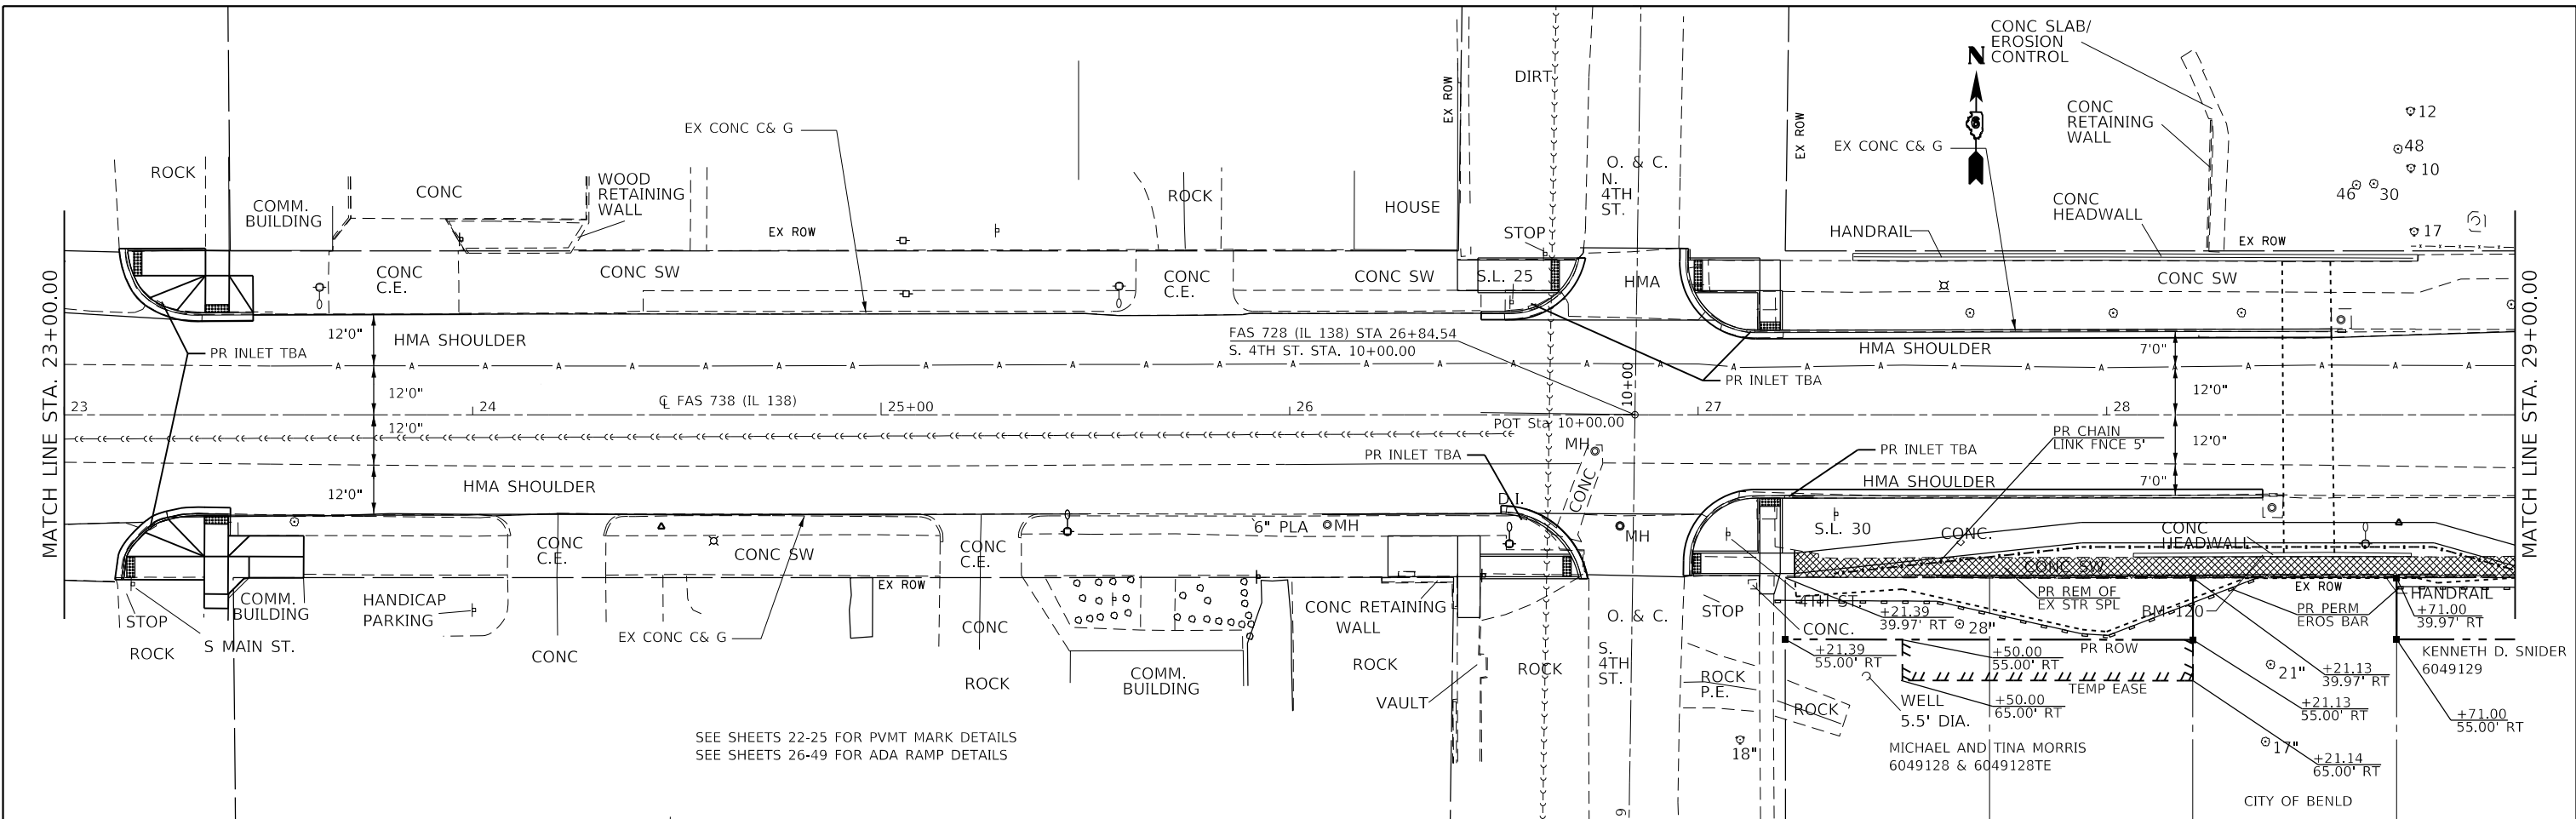 CONC SLAB/
EROSION
CONTROL
N
6
DIRT
EX ROW
EX ROW
CONC
RETAINING
WALL
12
48
10
46
30
17
EX CONC C& G
EX CONC C& G
O. & C.
N.
4TH
ST.
ROCK
CONC
WOOD
RETAINING
WALL
COMM.
BUILDING
ROCK
HOUSE
CONC
HEADWALL
HANDRAIL
STOP
EX ROW
EX ROW
CONC
C.E.
CONC SW
CONC
C.E.
CONC SW
S.L. 25
HMA
CONC SW
MATCH LINE STA. 23+00.00
MATCH LINE STA. 29+00.00
12'0"
HMA SHOULDER
PR INLET TBA
FAS 728 (IL 138) STA 26+84.54
S. 4TH ST. STA. 10+00.00
HMA SHOULDER
7'0"
A A A A A A A A A A A A A A A A A A A A A A A A
PR INLET TBA
12'0"
12'0"
10+00
23
24
℄ FAS 738 (IL 138)
25+00
26
27
28
POT Sta 10+00.00
12'0"
12'0"
PR CHAIN
LINK FNCE 5'
MH
PR INLET TBA
PR INLET TBA
12'0"
HMA SHOULDER
HMA SHOULDER
7'0"
CONC
D.I.
6" PLA
MH
MH
S.L. 30
CONC.
CONC
HEADWALL
CONC
C.E.
CONC SW
CONC
C.E.
CONC SW
EX ROW
EX ROW
STOP
COMM.
BUILDING
HANDICAP
PARKING
CONC RETAINING
WALL
STOP
4TH ST.
PR REM OF
EX STR SPL
BM-120
PR PERM
EROS BAR
HANDRAIL
+71.00
39.97' RT
+21.39
39.97' RT
28"
CONC.
O. & C.
S.
4TH
ST.
S MAIN ST.
ROCK
EX CONC C& G
CONC
CONC
ROCK
COMM.
BUILDING
ROCK
VAULT
ROCK
ROCK
P.E.
ROCK
+21.39
55.00' RT
+50.00
55.00' RT
PR ROW
KENNETH D. SNIDER
6049129
21"
+21.13
39.97' RT
TEMP EASE
WELL
5.5' DIA.
+50.00
65.00' RT
+21.13
55.00' RT
+71.00
55.00' RT
SEE SHEETS 22-25 FOR PVMT MARK DETAILS
SEE SHEETS 26-49 FOR ADA RAMP DETAILS
18"
MICHAEL AND TINA MORRIS
6049128 & 6049128TE
17"
+21.14
65.00' RT
CITY OF BENLD
9